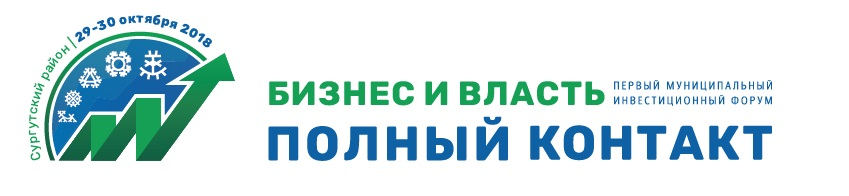 Сургутский район | 29-30 октября 2018
БИЗНЕС И ВЛАСТЬ
ПЕРВЫЙ МУНИЦИПАЛЬНЫЙ
ИНВЕСТИЦИОННЫЙ ФОРУМ
ПОЛНЫЙ КОНТАКТ